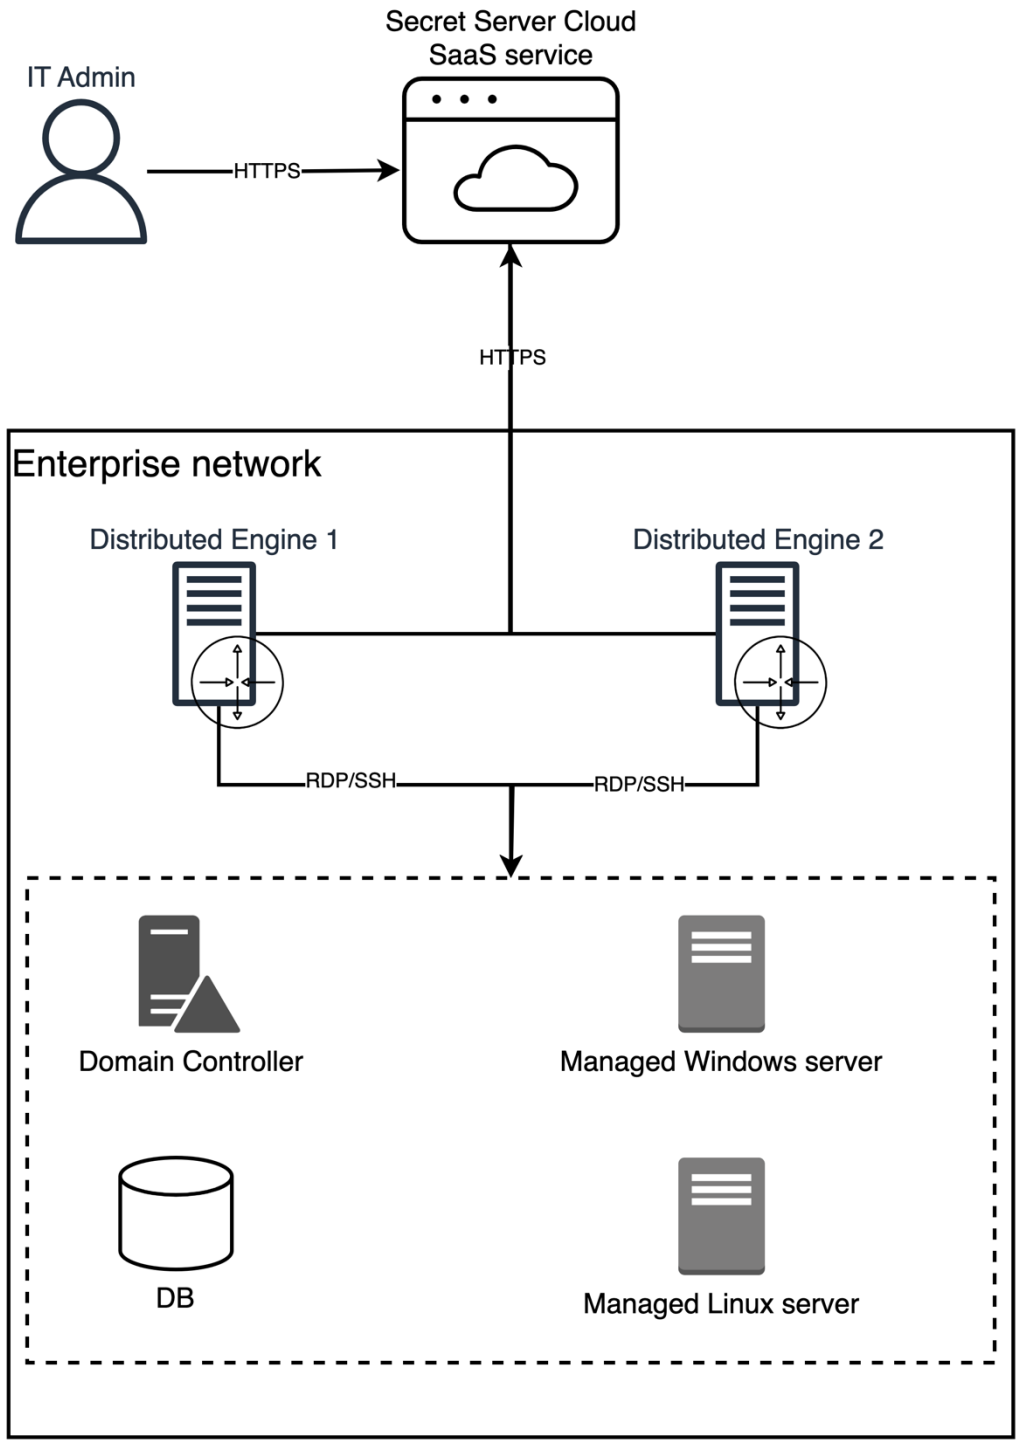 Secret Server Cloud
SaaS service
IT Admin
HTTPS
HTTPS
Enterprise network
Distributed Engine 1
Distributed Engine 2
RDP/SSH
RDP/SSH
Domain Controller
Managed Windows server
DB
Managed Linux server